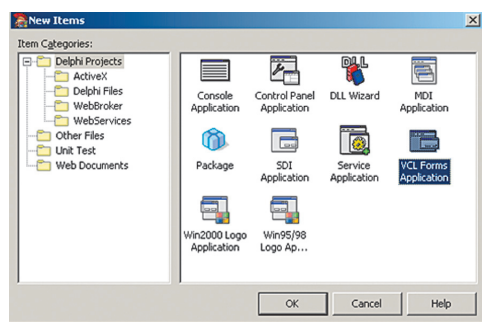 New Items
Item Categories:
Delphi Projects
ActiveX
Delphi Files
WebBroker
WebServices
Other Files
Unit Test
Web Documents
Console
Application
Control Panel
Application
DLL Wizard
MDI
Application
Package
SDI
Application
Service
Application
VCL Forms
Application
Win2000 Logo
Application
Win95/98
Logo Ap...
OK
Cancel
Help